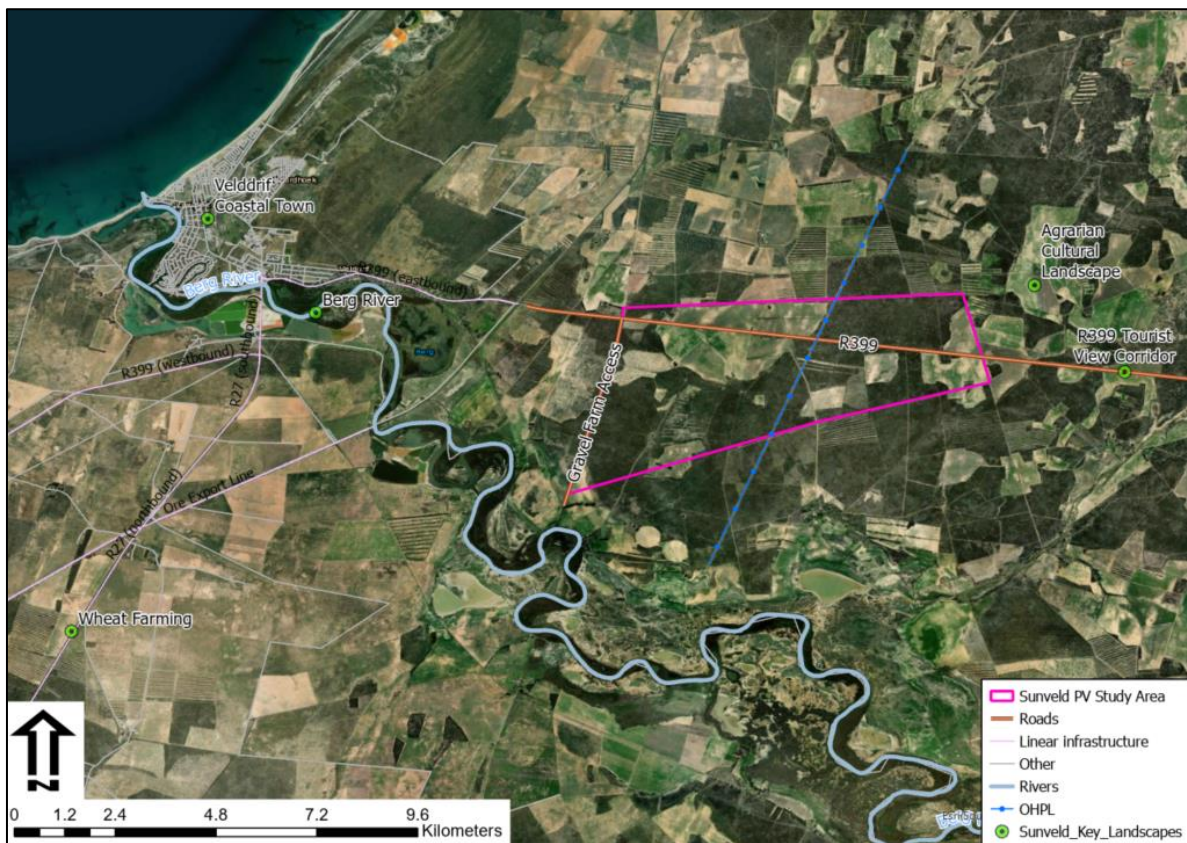 Velddrif
Coastal Town
Berg River
R399 (eastbound)
Berg River
R399 (westbound)
R27 (southbound)
Agrarian
Cultural
Landscape
R399
R399 Tourist
View Corridor
Gravel Farm Access
Ore Export Line
R27 (northbound)
Wheat Farming
N
0 1.2 2.4 4.8 7.2 9.6
Kilometers
Sunveld PV Study Area
Roads
Linear infrastructure
Other
Rivers
OHPL
Sunveld_Key_Landscapes